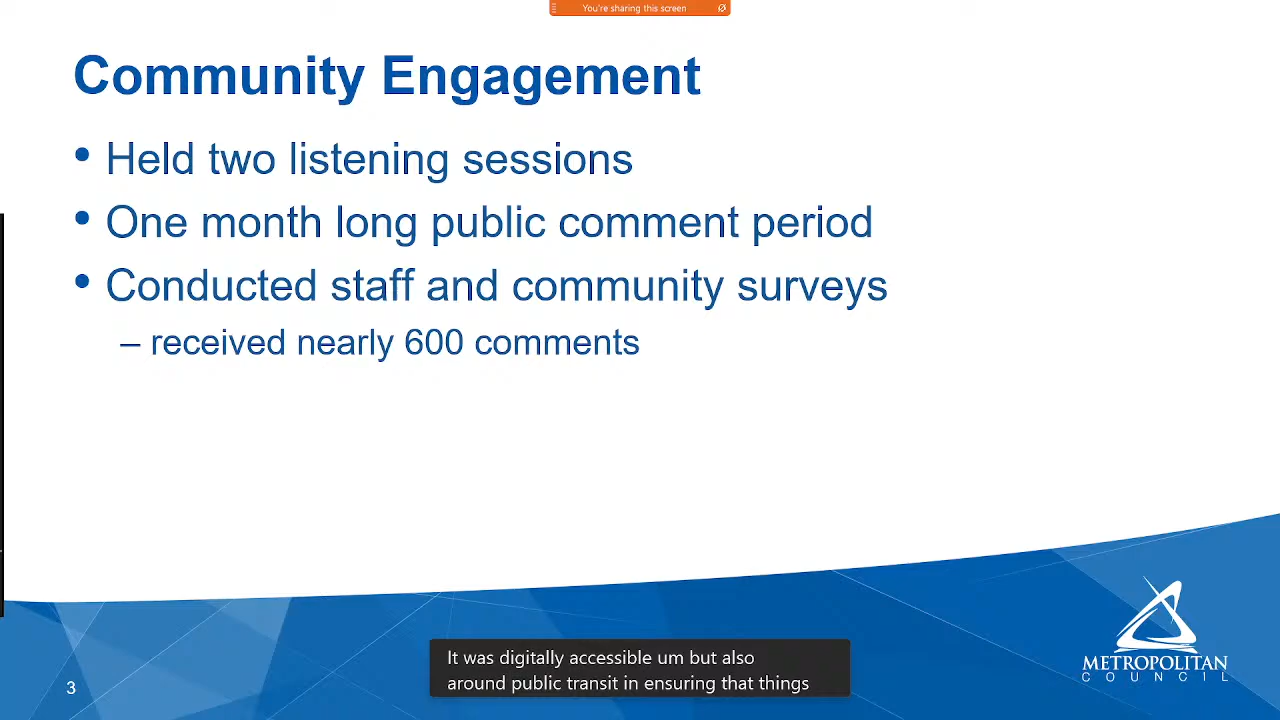 You're sharing this screen
Community Engagement
• Held two listening sessions
• One month long public comment period
• Conducted staff and community surveys
– received nearly 600 comments
It was digitally accessible um but also
around public transit in ensuring that things
METROPOLITAN
COUNCIL
3